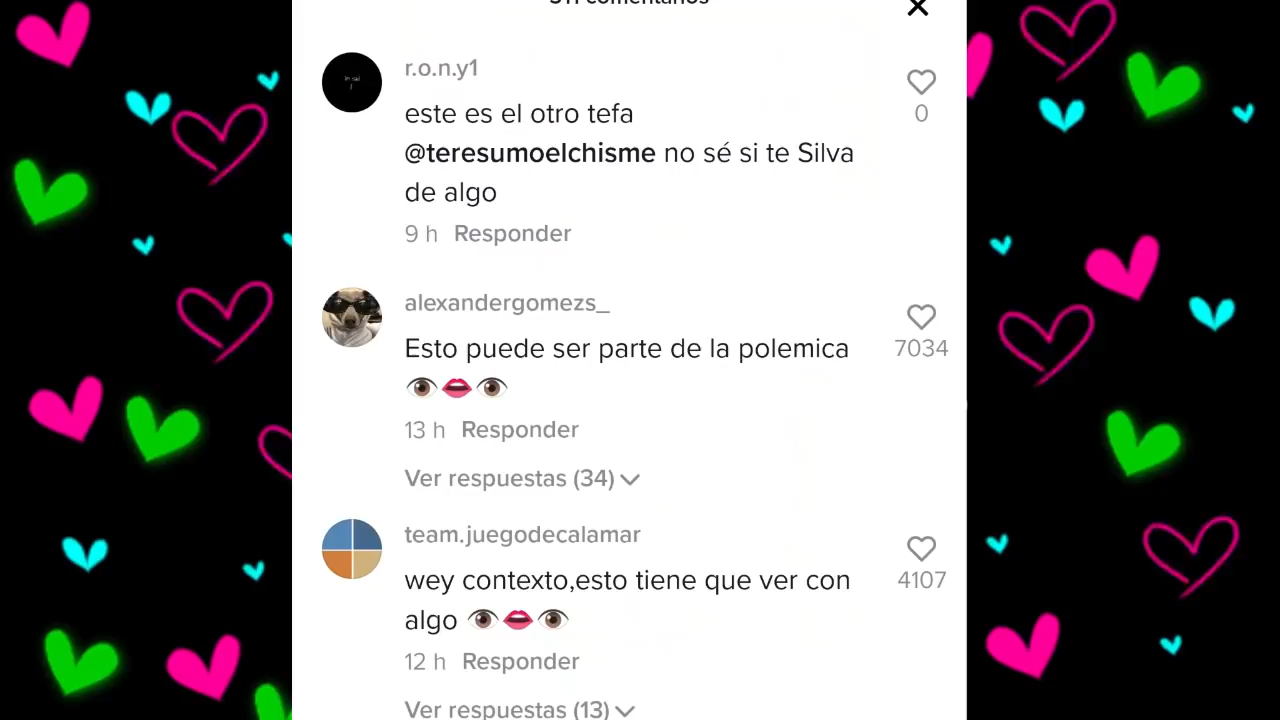 comentarios
r.o.n.y1
este es el otro tefa
0
@teresumoelchisme no sé si te Silva
de algo
9 h Responder
alexandergomezs_
Esto puede ser parte de la polemica
7034
👁️👄👁️
13 h Responder
Ver respuestas (34)
team.juegodecalamar
wey contexto,esto tiene que ver con
4107
algo 👁️👄👁️
12 h Responder
Ver respuestas (13)